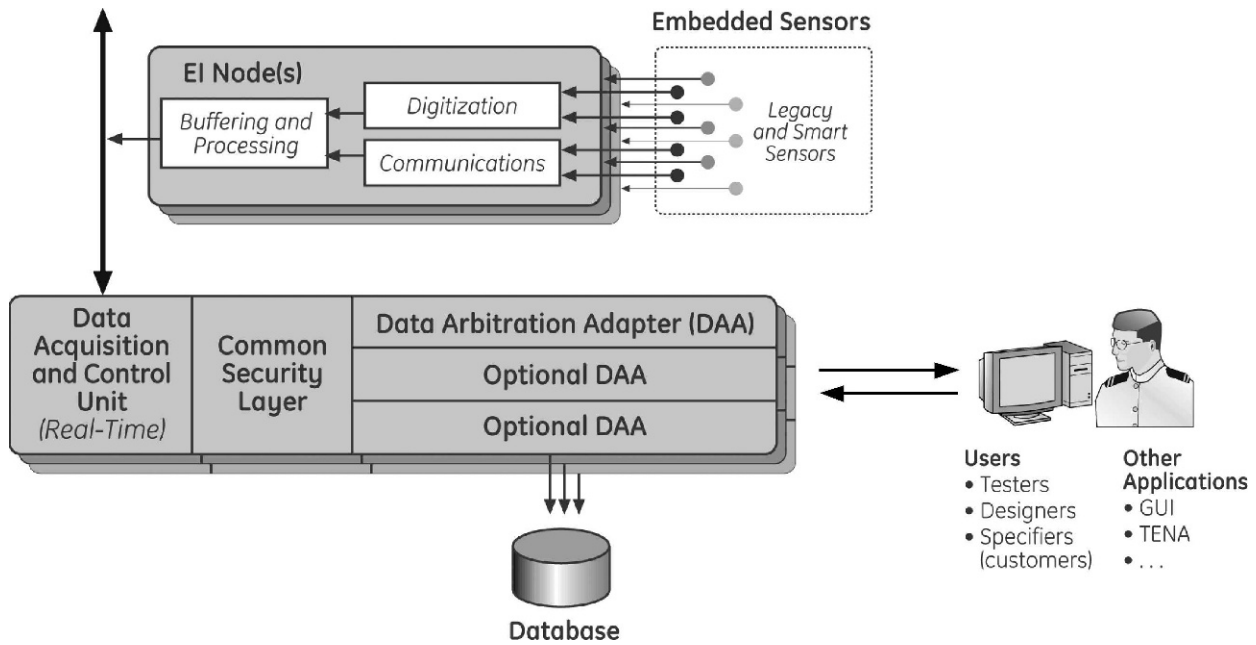 Embedded Sensors
EI Node(s)
Buffering and
Processing
Digitization
Communications
Legacy
and Smart
Sensors
Data
Acquisition
and Control
Unit
(Real-Time)
Common
Security
Layer
Data Arbitration Adapter (DAA)
Optional DAA
Optional DAA
Database
Users
• Testers
• Designers
• Specifiers
(customers)
Other
Applications
• GUI
• TENA
• . . .